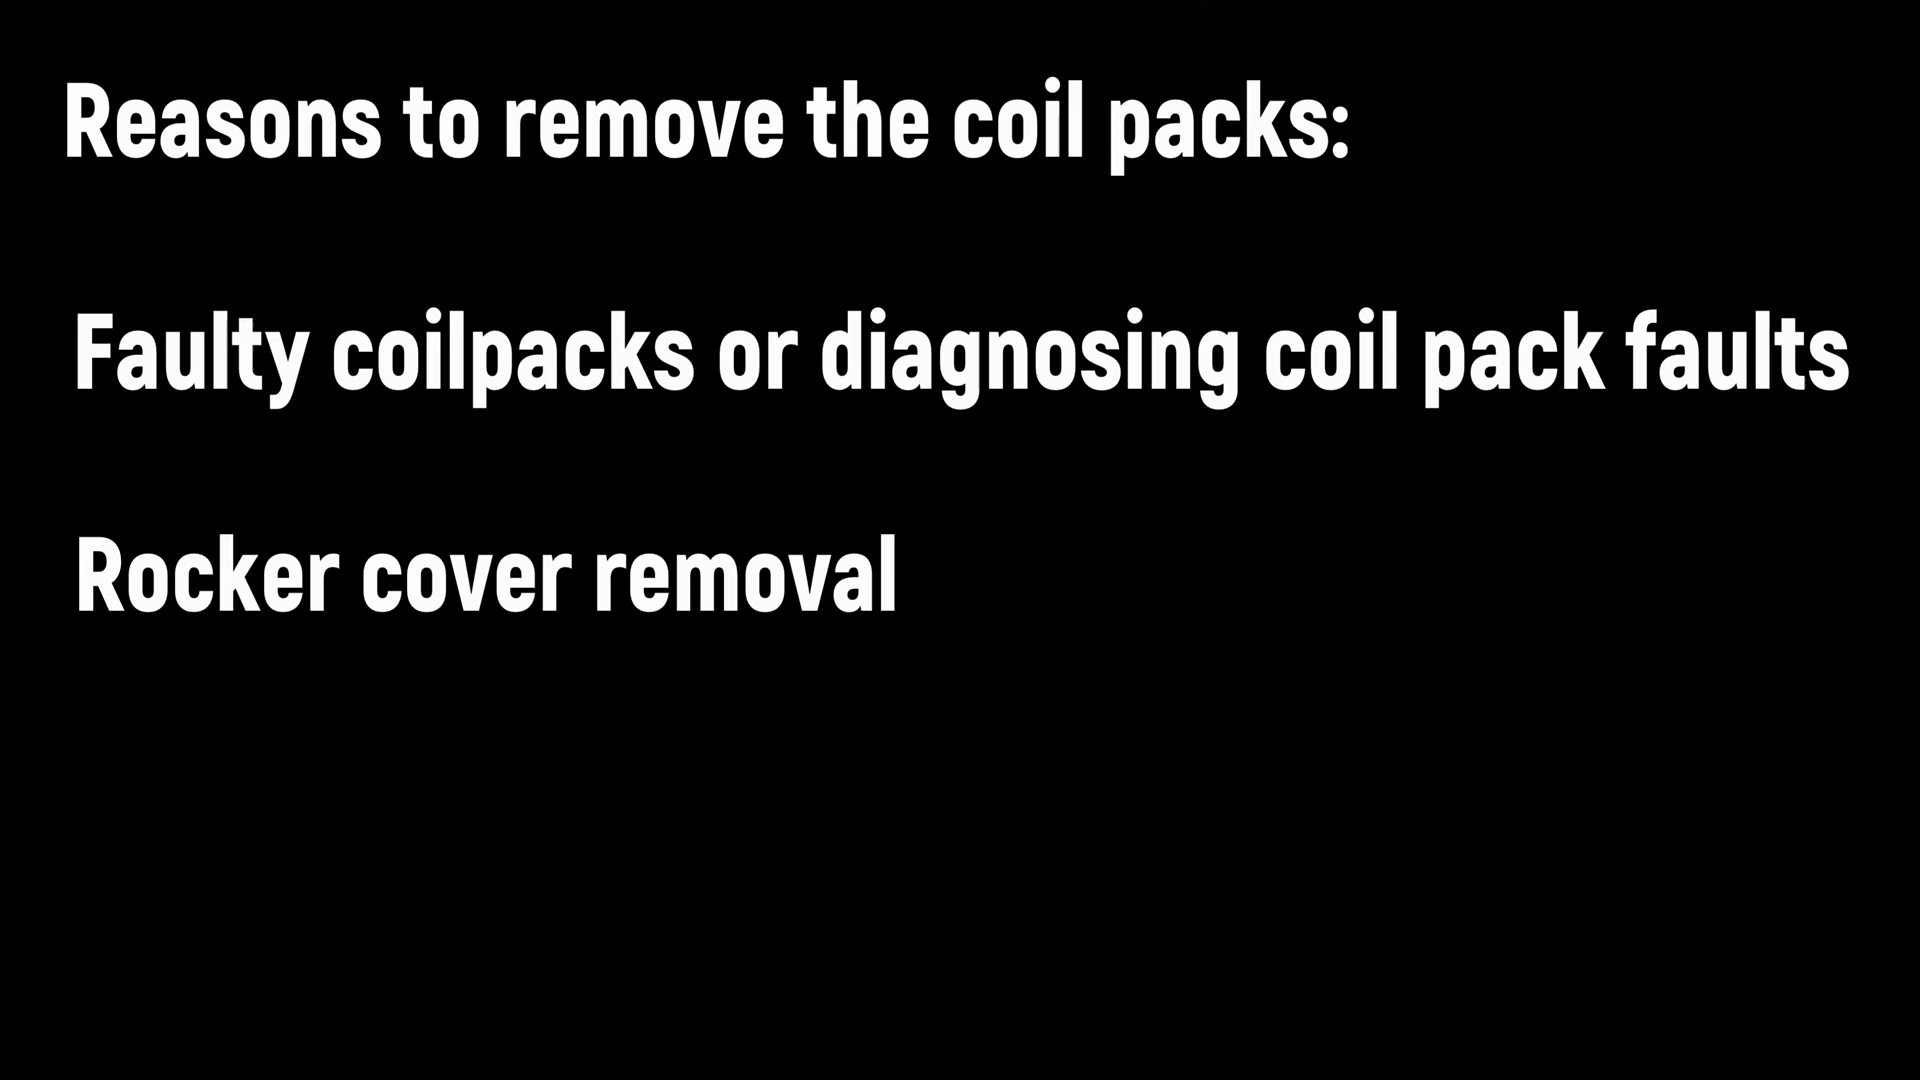 Reasons to remove the coil packs:
Faulty coilpacks or diagnosing coil pack faults
Rocker cover removal